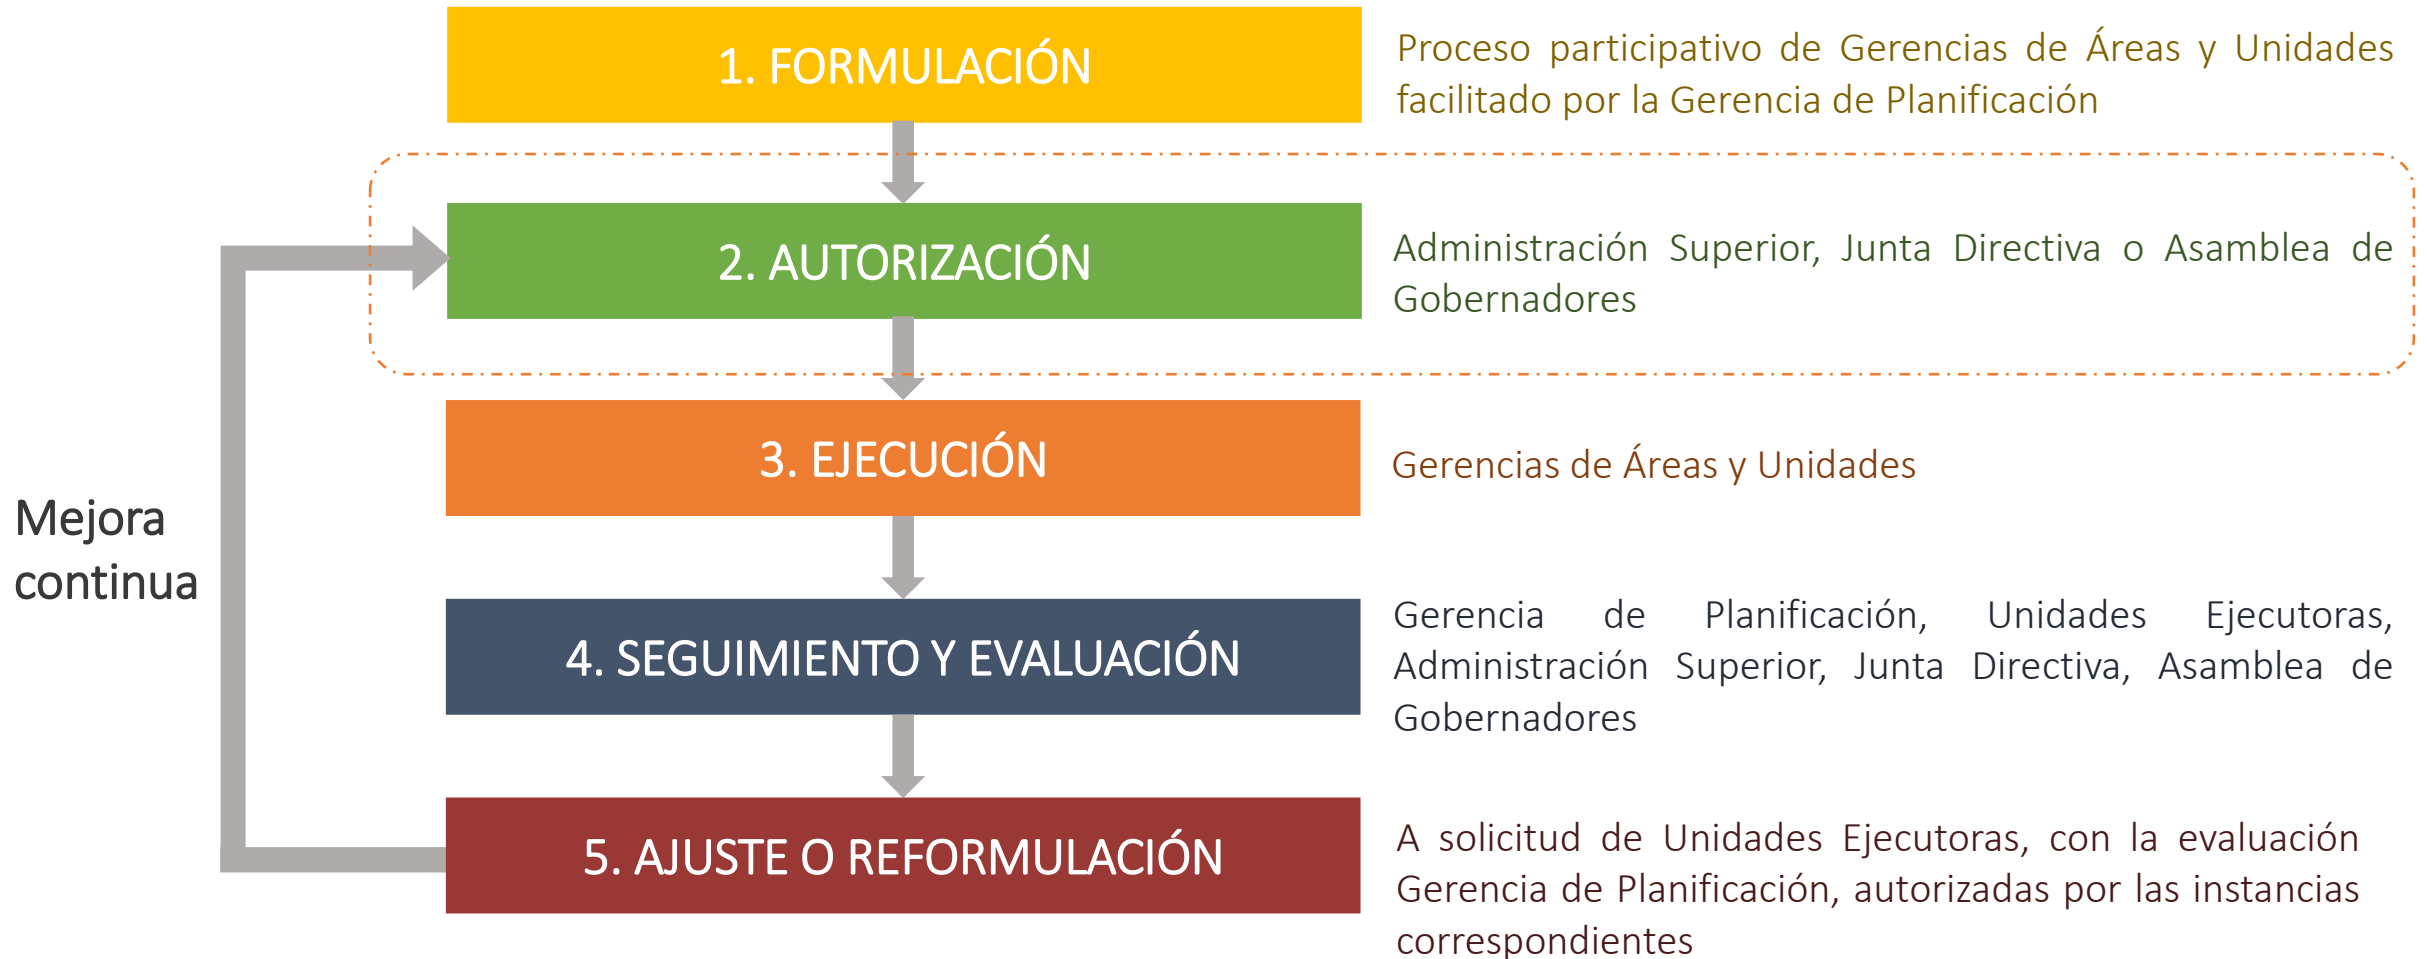 1. FORMULACIÓN
Proceso participativo de Gerencias de Áreas y Unidades
facilitado por la Gerencia de Planificación
2. AUTORIZACIÓN
Administración Superior, Junta Directiva o Asamblea de
Gobernadores
3. EJECUCIÓN
Gerencias de Áreas y Unidades
Mejora
continua
4. SEGUIMIENTO Y EVALUACIÓN
Gerencia de Planificación, Unidades Ejecutoras,
Administración Superior, Junta Directiva, Asamblea de
Gobernadores
5. AJUSTE O REFORMULACIÓN
A solicitud de Unidades Ejecutoras, con la evaluación
Gerencia de Planificación, autorizadas por las instancias
correspondientes